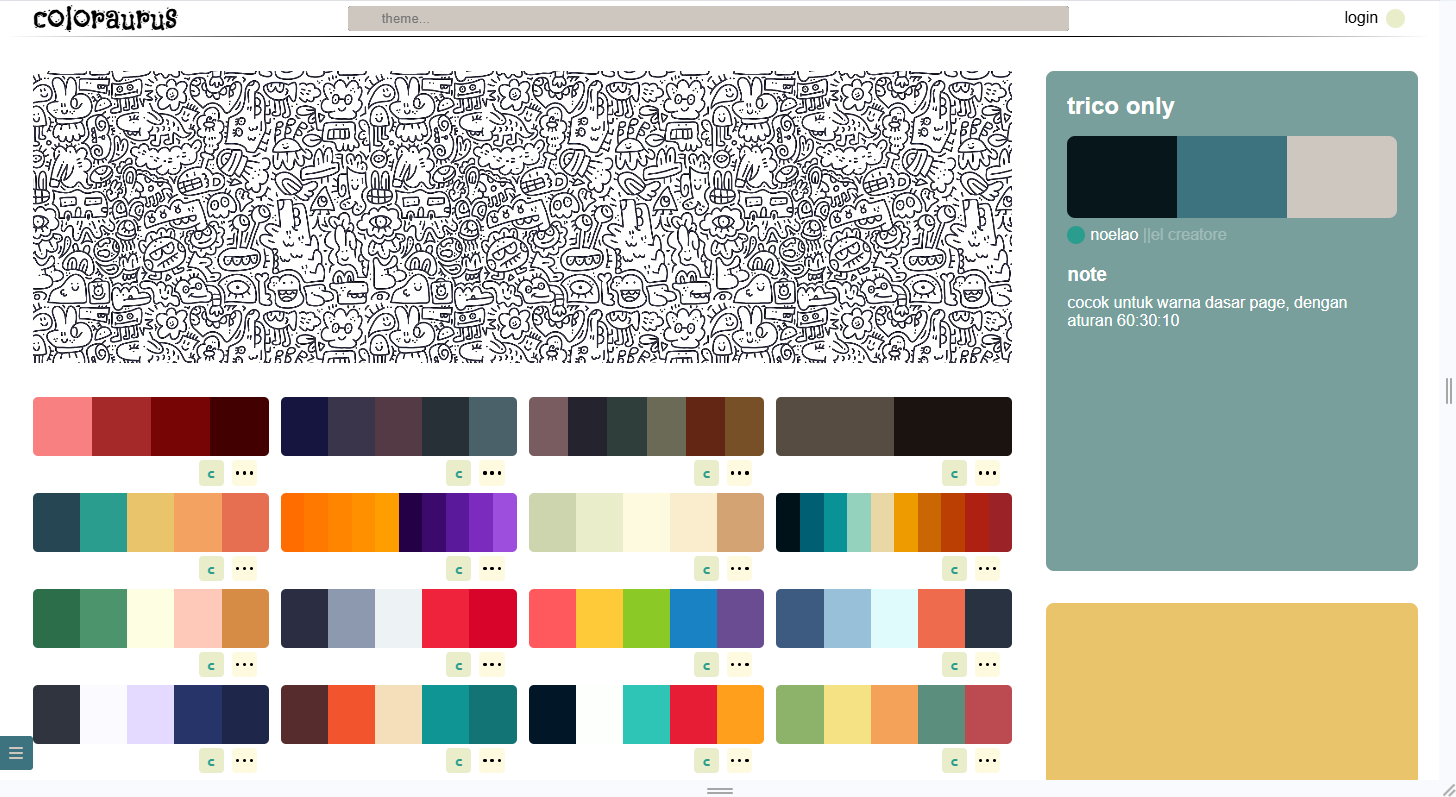 coloraurus
theme...
login
trico only
noelao ||el creatore
note
cocok untuk warna dasar page, dengan
aturan 60:30:10
c ••• c ••• c ••• c •••
c ••• c ••• c ••• c •••
c ••• c ••• c ••• c •••
c ••• c ••• c ••• c •••